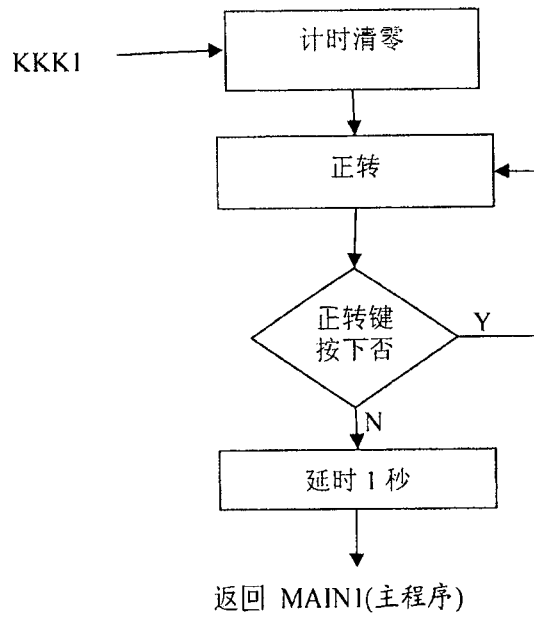 计时清零
KKK1
正转
正转键
按下否
Y
N
延时 1 秒
返回 MAIN1(主程序)